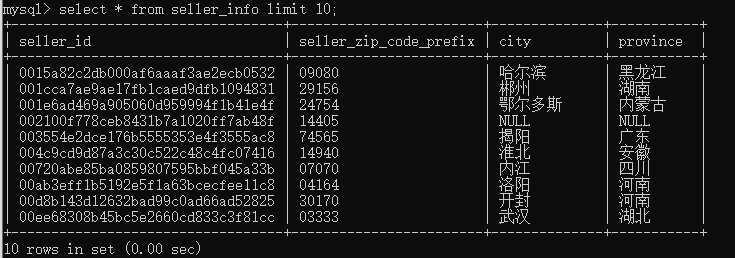 mysql> select * from seller_info limit 10;
+----------------------------------+------------------------+-----------+----------+
| seller_id | seller_zip_code_prefix | city | province |
+----------------------------------+------------------------+-----------+----------+
| 0015a82c2db000af6aaaf3ae2ecb0532 | 09080 | 哈尔滨 | 黑龙江 |
| 001cca7ae9ae17fb1caed9dfb1094831 | 29156 | 郴州 | 湖南 |
| 001e6ad469a905060d959994f1b41e4f | 24754 | 鄂尔多斯 | 内蒙古 |
| 002100f778ceb8431b7a1020ff7ab48f | 14405 | NULL | NULL |
| 003554e2dce176b5555353e4f3555ac8 | 74565 | 揭阳 | 广东 |
| 004c9cd9d87a3c30c522c48c4fc07416 | 14940 | 淮北 | 安徽 |
| 00720abe85ba0859807595bbf045a33b | 07070 | 内江 | 四川 |
| 00ab3eff1b5192e5f1a63bcecfee11c8 | 04164 | 洛阳 | 河南 |
| 00d8b143d12632bad99c0ad66ad52825 | 30170 | 开封 | 河南 |
| 00ee68308b45bc5e2660cd833c3f81cc | 03333 | 武汉 | 湖北 |
+----------------------------------+------------------------+-----------+----------+
10 rows in set (0.00 sec)